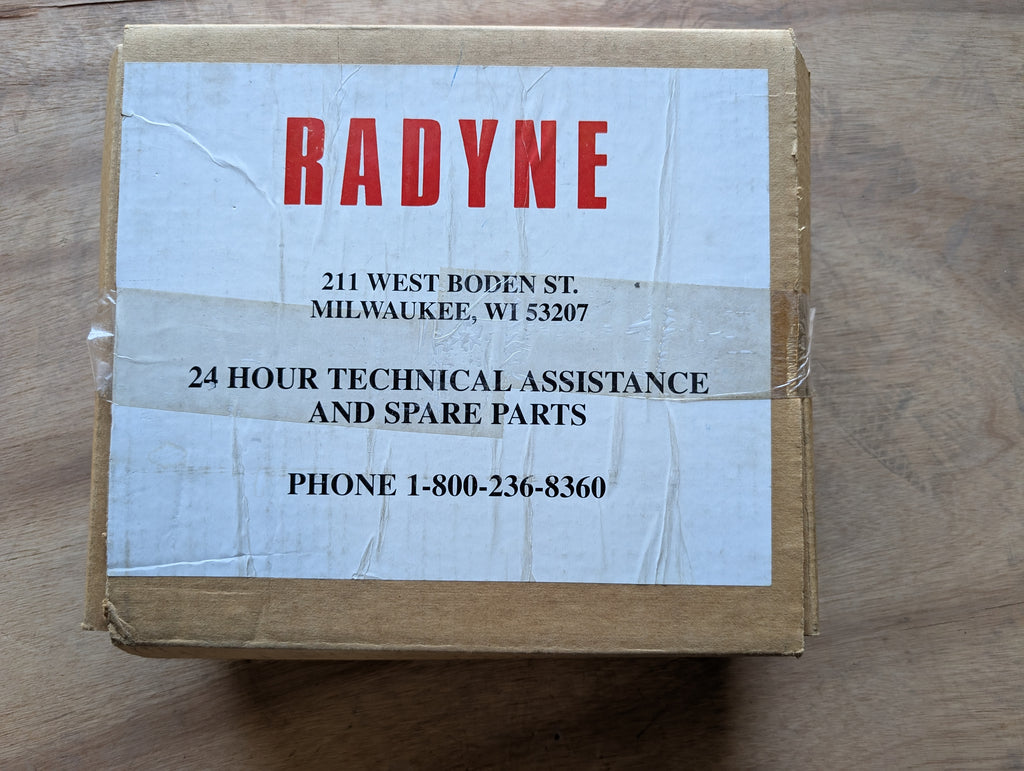 RADYNE
211 WEST BODEN ST.
MILWAUKEE, WI 53207
24 HOUR TECHNICAL ASSISTANCE
AND SPARE PARTS
PHONE 1-800-236-8360